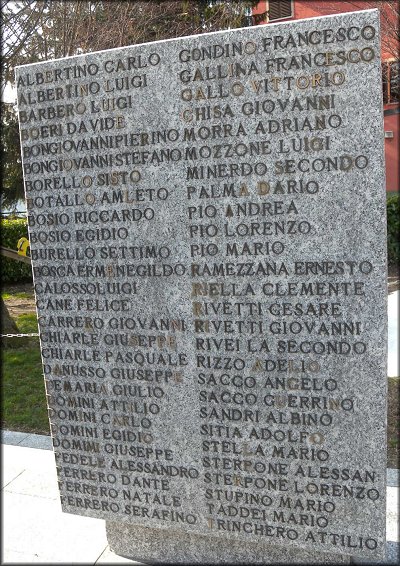 ALBERTINO CARLO
ALBERTINO LUIGI
BARBERO LUIGI
BOERI DAVIDE
BONGIOVANNI PIERINO
BONGIOVANNI STEFANO
BORELLO SISTO
BOTALLO AMLETO
BOSIO RICCARDO
BOSIO EGIDIO
BURELLO SETTIMO
BOSCA ERMENEGILDO
CALOSSO LUIGI
CANE FELICE
CARRERO GIOVANNI
CHIARLE GIUSEPPE
CHIARLE PASQUALE
DANUSSO GIUSEPPE
DEMARIA GIULIO
DOMINI ATTILIO
DOMINI CARLO
DOMINI EGIDIO
DOMINI GIUSEPPE
FEDELE ALESSANDRO
FERRERO DANTE
FERRERO NATALE
FERRERO SERAFINO
GONDINO FRANCESCO
GALLINA FRANCESCO
GALLO VITTORIO
GHISA GIOVANNI
MORRA ADRIANO
MOZZONE LUIGI
MINERDO SECONDO
PALMA DARIO
PIO ANDREA
PIO LORENZO
PIO MARIO
RAMEZZANA ERNESTO
RIELLA CLEMENTE
RIVETTI CESARE
RIVETTI GIOVANNI
RIVEI LA SECONDO
RIZZO ADELIO
SACCO ANGELO
SACCO GUERRINO
SANDRI ALBINO
SITIA ADOLFO
STELLA MARIO
STERPONE ALESSAN
STERPONE LORENZO
STUPINO MARIO
TADDEI MARIO
TRINCHERO ATTILIO